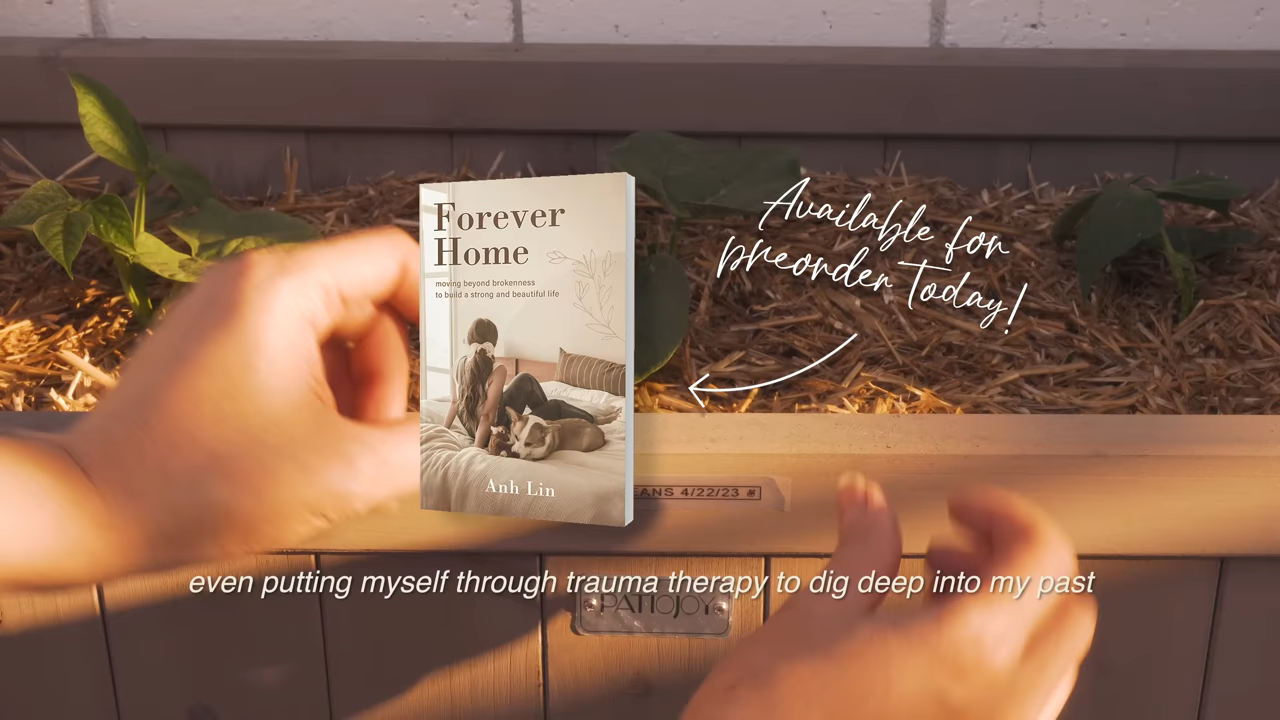 Forever
Home
moving beyond brokenness
to build a strong and beautiful life
Anh Lin
Available for
preorder Today!
EANS 4/22/23
even putting myself through trauma therapy to dig deep into my past
PATIOJOY